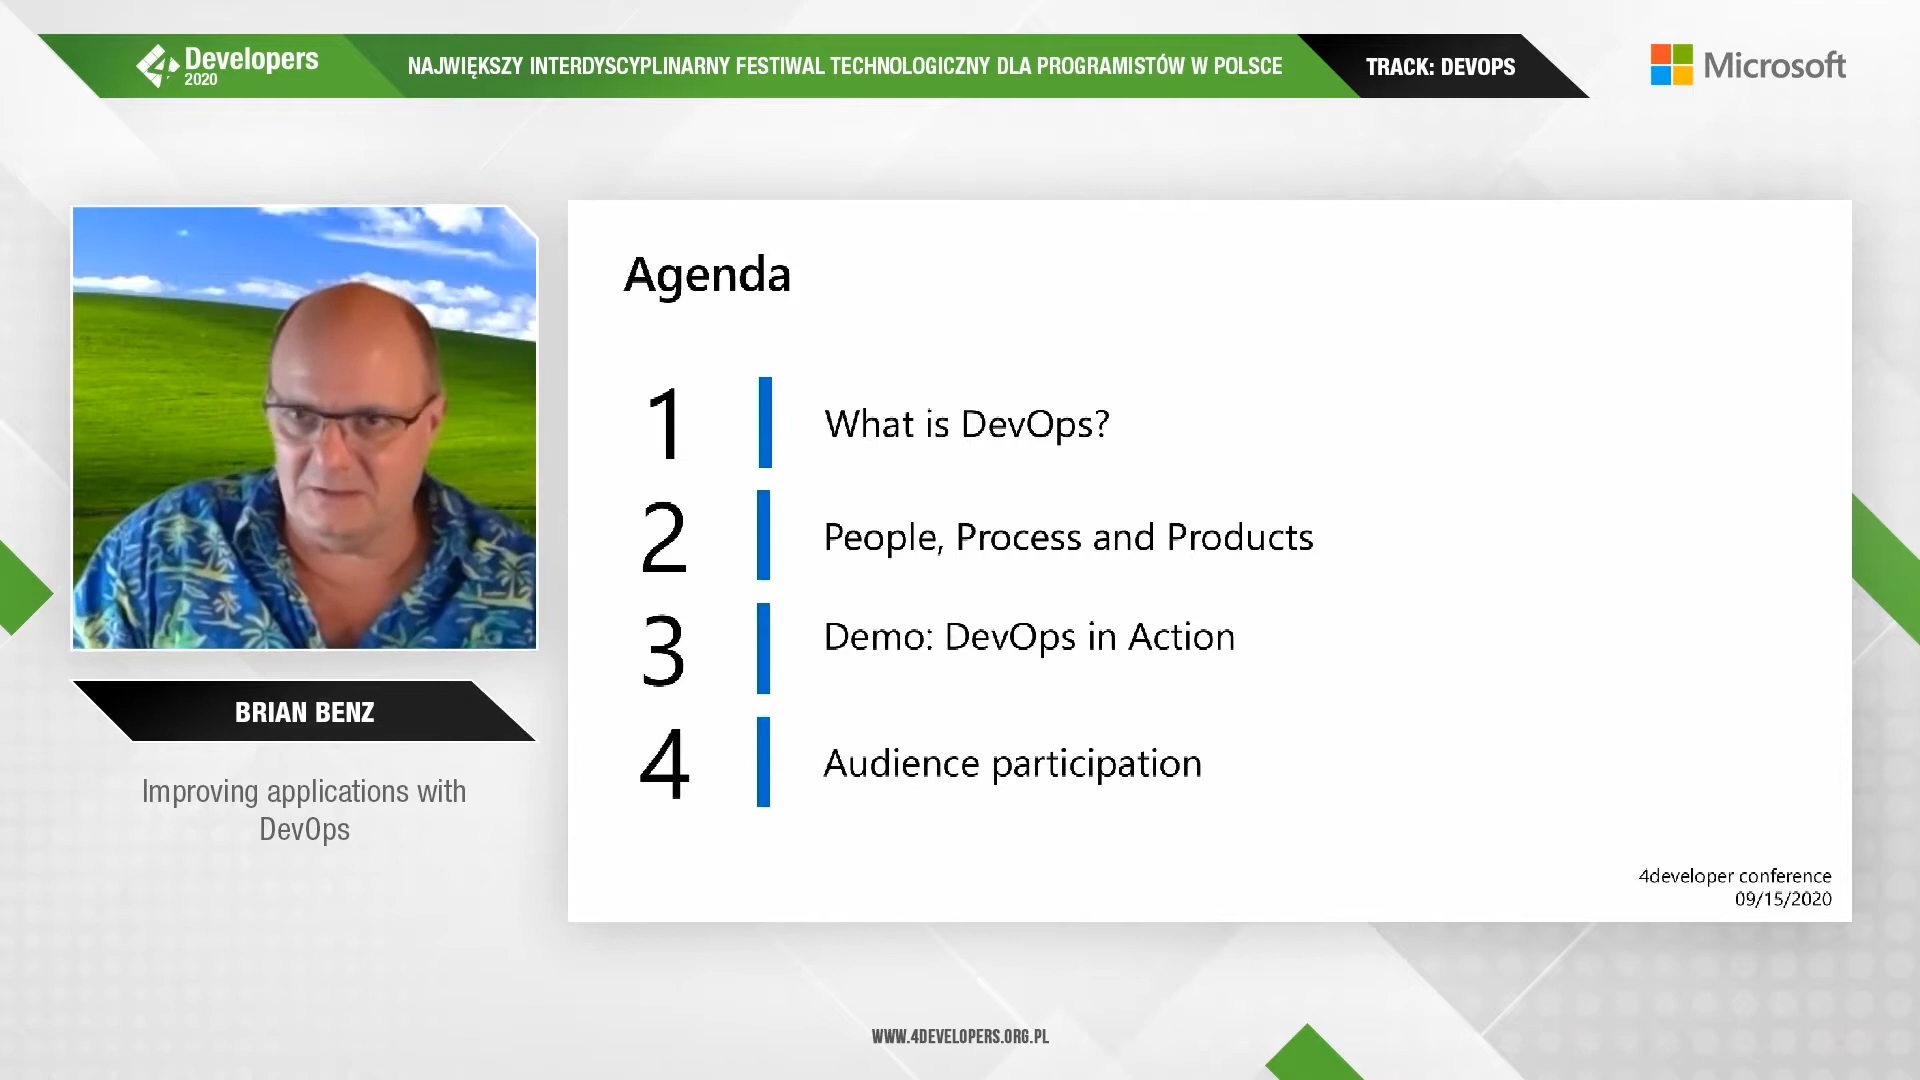 4 Developers
2020
NAJWIĘKSZY INTERDYSCYPLINARNY FESTIWAL TECHNOLOGICZNY DLA PROGRAMISTÓW W POLSCE
TRACK: DEVOPS
Microsoft
BRIAN BENZ
Improving applications with
DevOps
Agenda
1 What is DevOps?
2 People, Process and Products
3 Demo: DevOps in Action
4 Audience participation
4developer conference
09/15/2020
WWW.4DEVELOPERS.ORG.PL